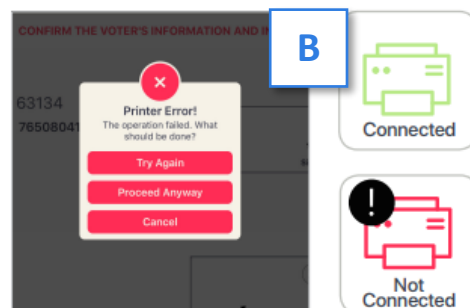 CONFIRM THE VOTER'S INFORMATION AND
B
63134
76508041
Printer Error!
The operation failed. What
should be done?
Try Again
Proceed Anyway
Cancel
Connected
!
Not
Connected